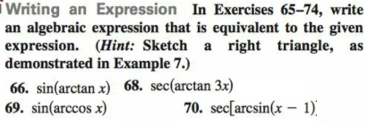 Writing an Expression In Exercises 65–74, write
an algebraic expression that is equivalent to the given
expression. (Hint: Sketch a right triangle, as
demonstrated in Example 7.)
66. sin(arctan x) 68. sec(arctan 3x)
69. sin(arccos x) 70. sec[arcsin(x − 1)]